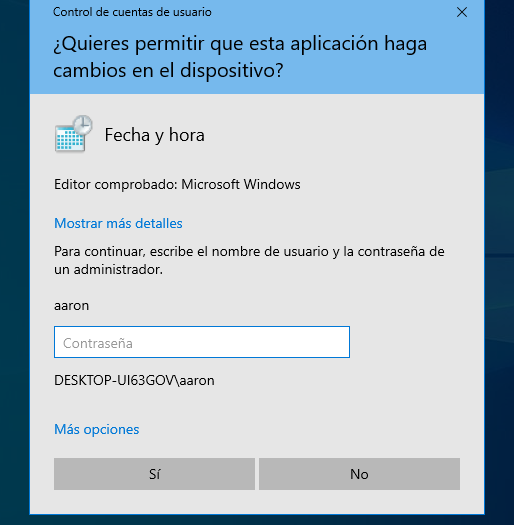 Control de cuentas de usuario
¿Quieres permitir que esta aplicación haga
cambios en el dispositivo?
Fecha y hora
Editor comprobado: Microsoft Windows
Mostrar más detalles
Para continuar, escribe el nombre de usuario y la contraseña de
un administrador.
aaron
Contraseña
DESKTOP-UI63GOV\aaron
Más opciones
Sí
No